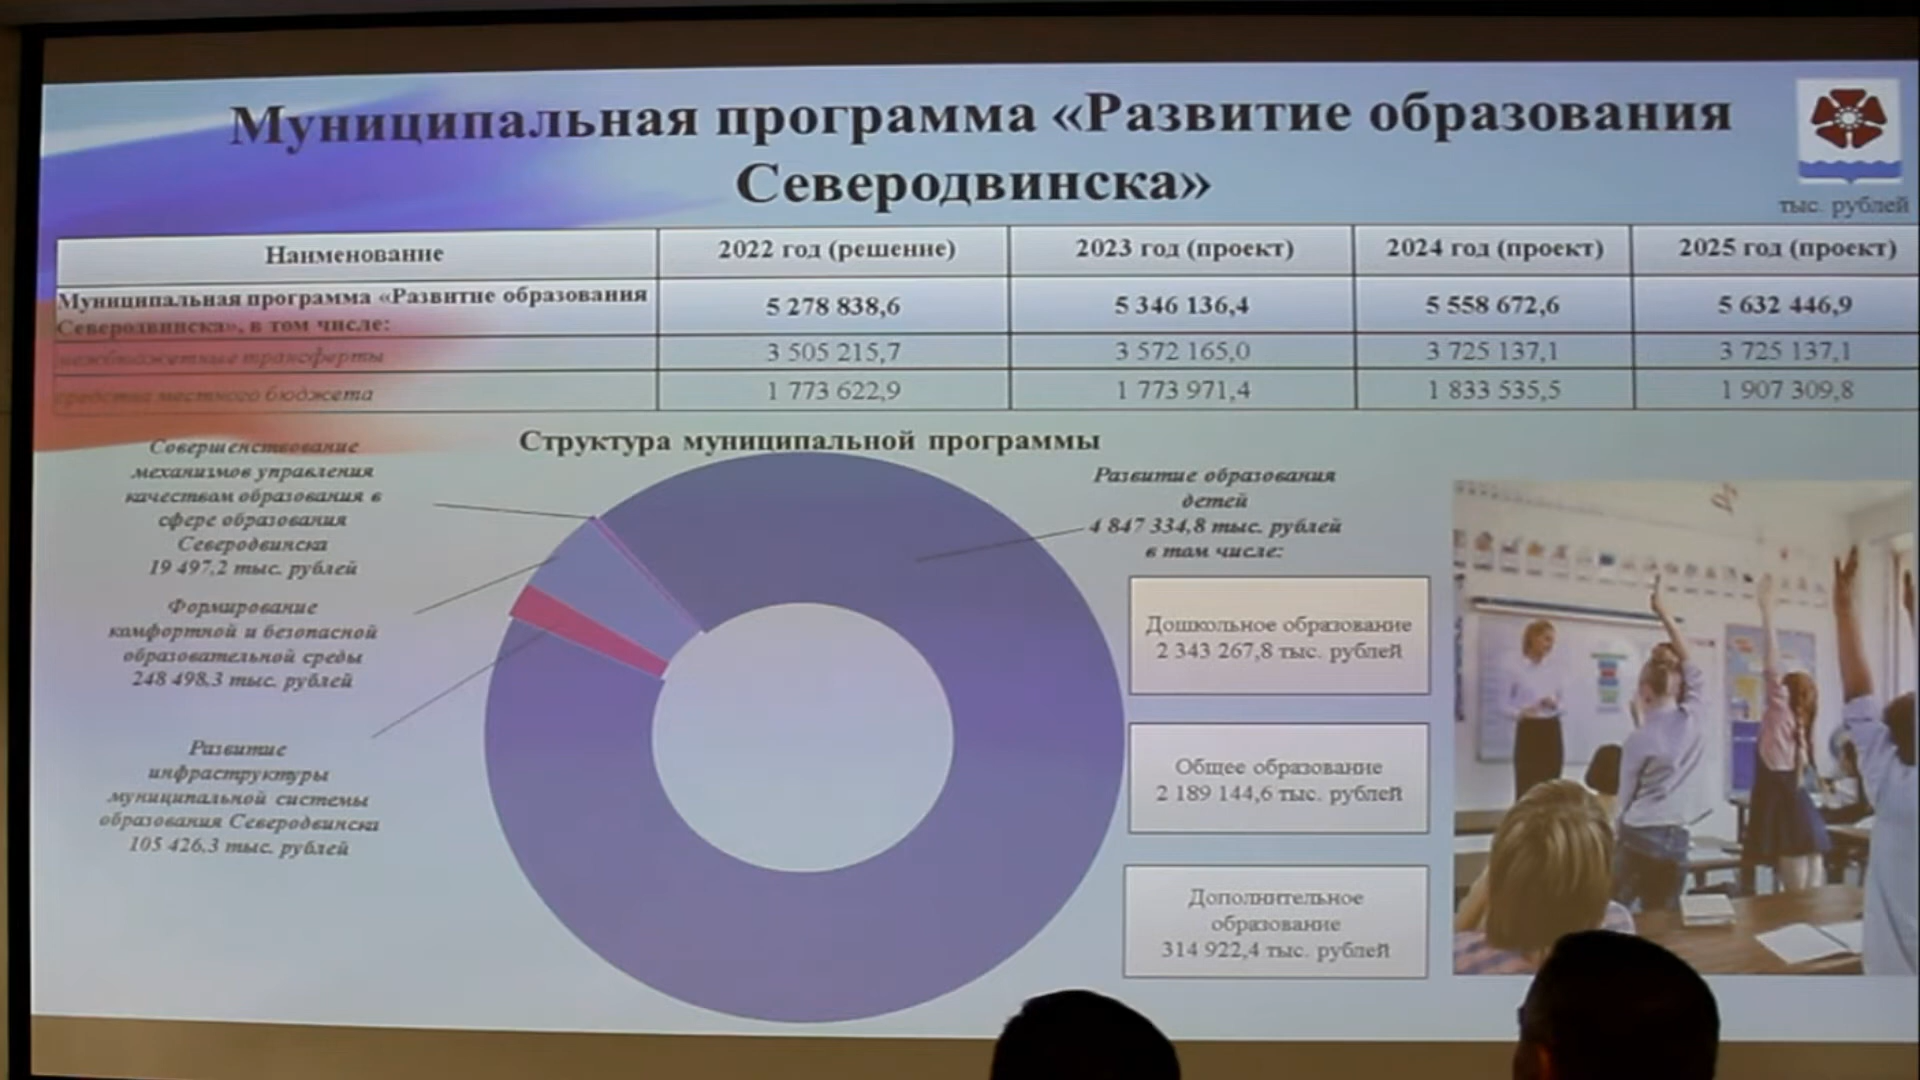 Муниципальная программа «Развитие образования
Северодвинска»
тыс. рублей
Наименование 2022 год (решение) 2023 год (проект) 2024 год (проект) 2025 год (проект)
Муниципальная программа «Развитие образования
Северодвинска», в том числе:
5 278 838,6 5 346 136,4 5 558 672,6 5 632 446,9
межбюджетные трансферты 3 505 215,7 3 572 165,0 3 725 137,1 3 725 137,1
средства местного бюджета 1 773 622,9 1 773 971,4 1 833 535,5 1 907 309,8
Структура муниципальной программы
Совершенствование
механизмов управления
качеством образования в
сфере образования
Северодвинска
19 497,2 тыс. рублей
Формирование
комфортной и безопасной
образовательной среды
248 498,3 тыс. рублей
Развитие
инфраструктуры
муниципальной системы
образования Северодвинска
105 426,3 тыс. рублей
Развитие образования
детей
4 847 334,8 тыс. рублей
в том числе:
Дошкольное образование
2 343 267,8 тыс. рублей
Общее образование
2 189 144,6 тыс. рублей
Дополнительное
образование
314 922,4 тыс. рублей